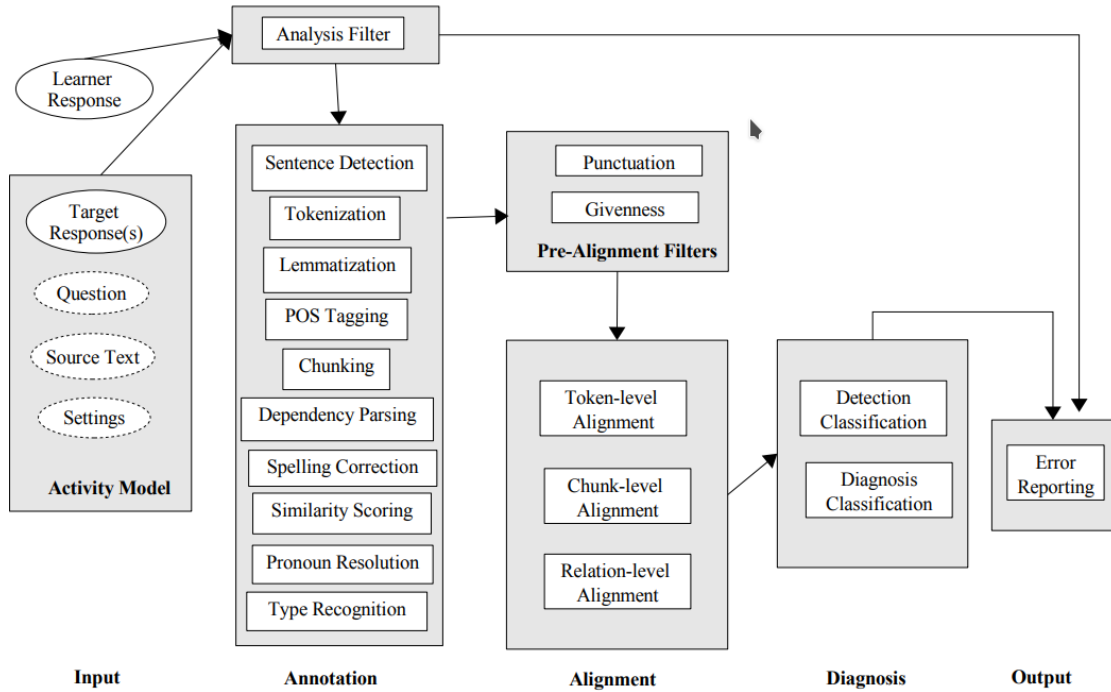 Analysis Filter
Learner
Response
Target
Response(s)
Question
Source Text
Settings
Activity Model
Sentence Detection
Tokenization
Lemmatization
POS Tagging
Chunking
Dependency Parsing
Spelling Correction
Similarity Scoring
Pronoun Resolution
Type Recognition
Punctuation
Givenness
Pre-Alignment Filters
Token-level
Alignment
Chunk-level
Alignment
Relation-level
Alignment
Detection
Classification
Diagnosis
Classification
Error
Reporting
Input
Annotation
Alignment
Diagnosis
Output